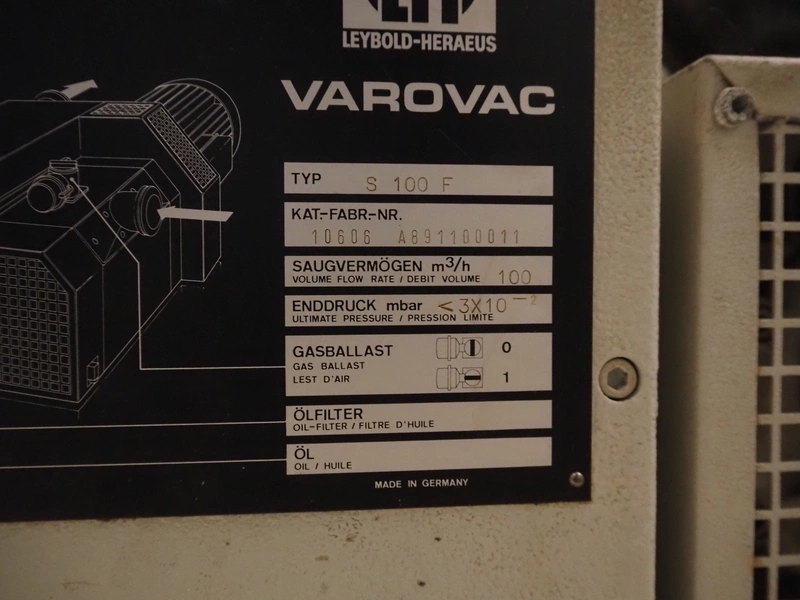 LEYBOLD-HERAEUS
VAROVAC
TYP S 100 F
KAT.-FABR.-NR.
10606 A891100011
SAUGVERMÖGEN m³/h
VOLUME FLOW RATE / DEBIT VOLUME 100
ENDDRUCK mbar <3X10⁻²
ULTIMATE PRESSURE / PRESSION LIMITE
GASBALLAST 0
GAS BALLAST
LEST D'AIR 1
ÖLFILTER
OIL-FILTER / FILTRE D'HUILE
ÖL
OIL / HUILE
MADE IN GERMANY